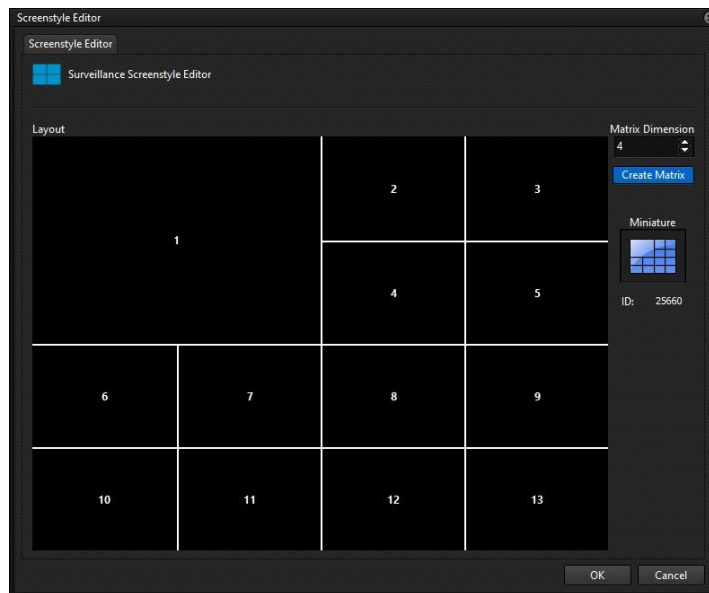 Screenstyle Editor
Screenstyle Editor
Surveillance Screenstyle Editor
Layout
Matrix Dimension
4
Create Matrix
Miniature
ID: 25660
1
2
3
4
5
6
7
8
9
10
11
12
13
OK
Cancel